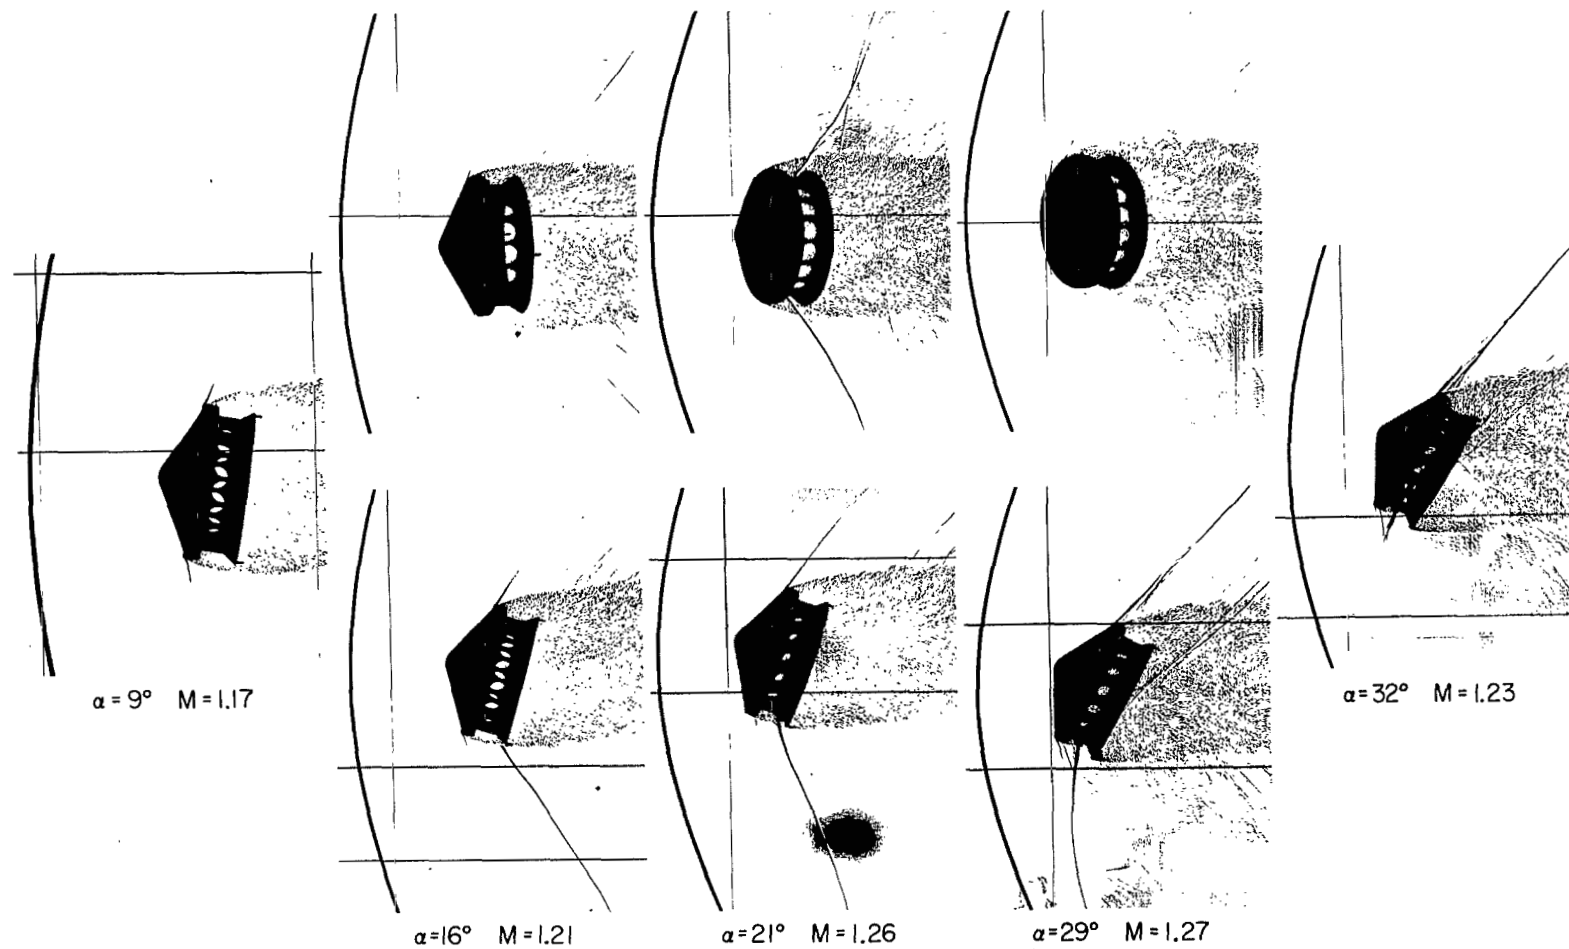 α = 9° M = 1.17
α=16° M = 1.21
α = 21° M = 1.26
α=29° M = 1.27
α=32° M = 1.23